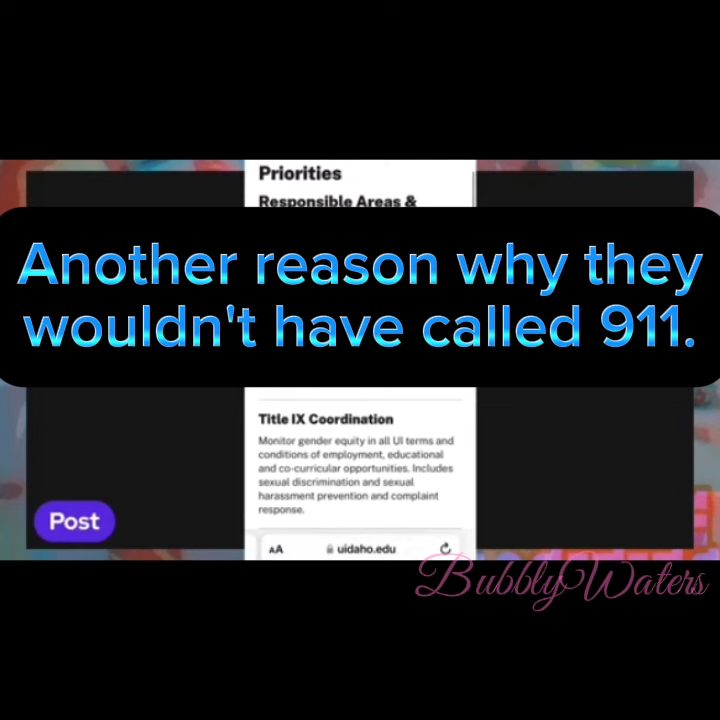 Priorities
Responsible Areas &
Another reason why they
wouldn't have called 911.
Title IX Coordination
Monitor gender equity in all UI terms and
conditions of employment, educational
and co-curricular opportunities. Includes
sexual discrimination and sexual
harassment prevention and complaint
response.
Post
AA uidaho.edu
BubblyWaters